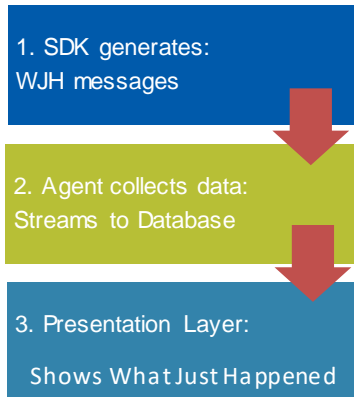 1. SDK generates:
WJH messages
2. Agent collects data:
Streams to Database
3. Presentation Layer:
Shows What Just Happened